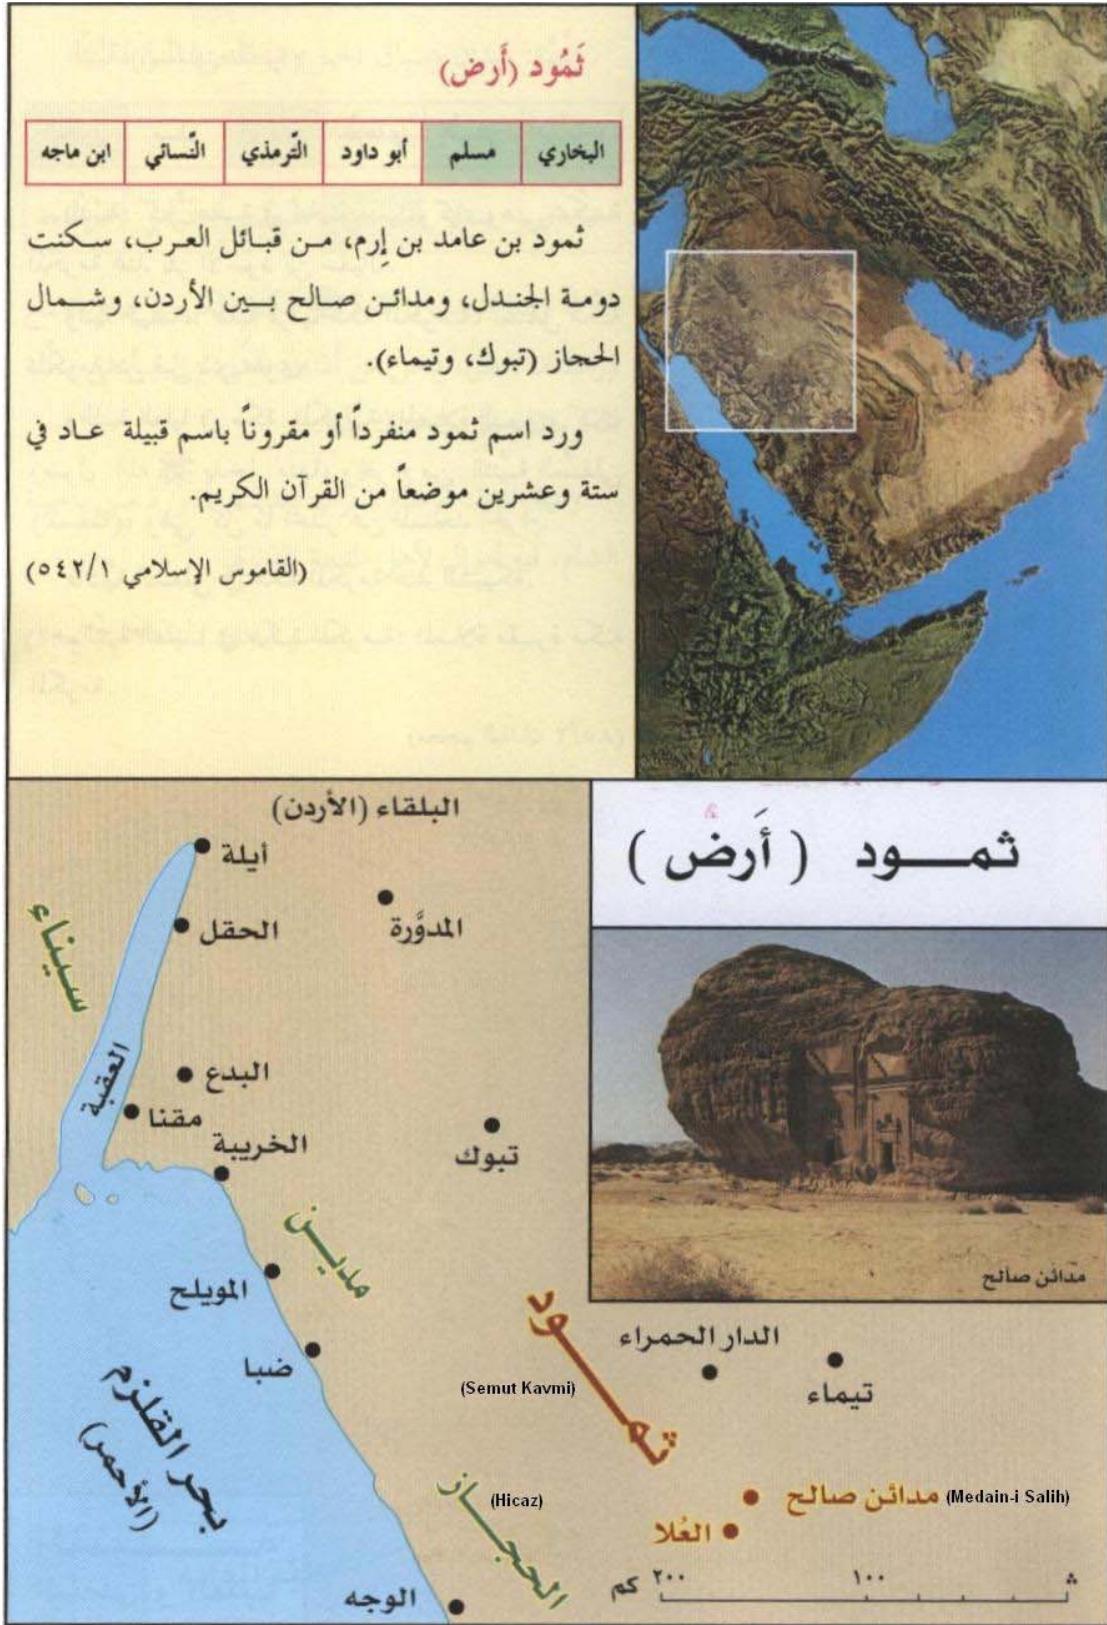 ثَمُود (أَرض)
البخاري مسلم أبو داود التّرمذي النّسائي ابن ماجه
ثمود بن عامد بن إِرم، من قبائل العرب، سكنت
دومة الجندل، ومدائن صالح بين الأردن، وشمال
الحجاز (تبوك، وتيماء).
ورد اسم ثمود منفرداً أو مقروناً باسم قبيلة عاد في
ستة وعشرين موضعاً من القرآن الكريم.
(القاموس الإسلامي ٥٤٢/١)
ثمــود ( أَرض )
البلقاء (الأردن)
أيلة
المدوَّرة
الحقل
سيناء
العقبة
البدع
مقنا
الخريبة
تبوك
مدائن صالح
مدين
المويلح
ضبا
ثمود
(Semut Kavmi)
الدار الحمراء
تيماء
بحر القلزم
(الأحمر)
الحجاز
(Hicaz)
مدائن صالح (Medain-i Salih)
العُلا
الوجه
كم ٢٠٠ ١٠٠